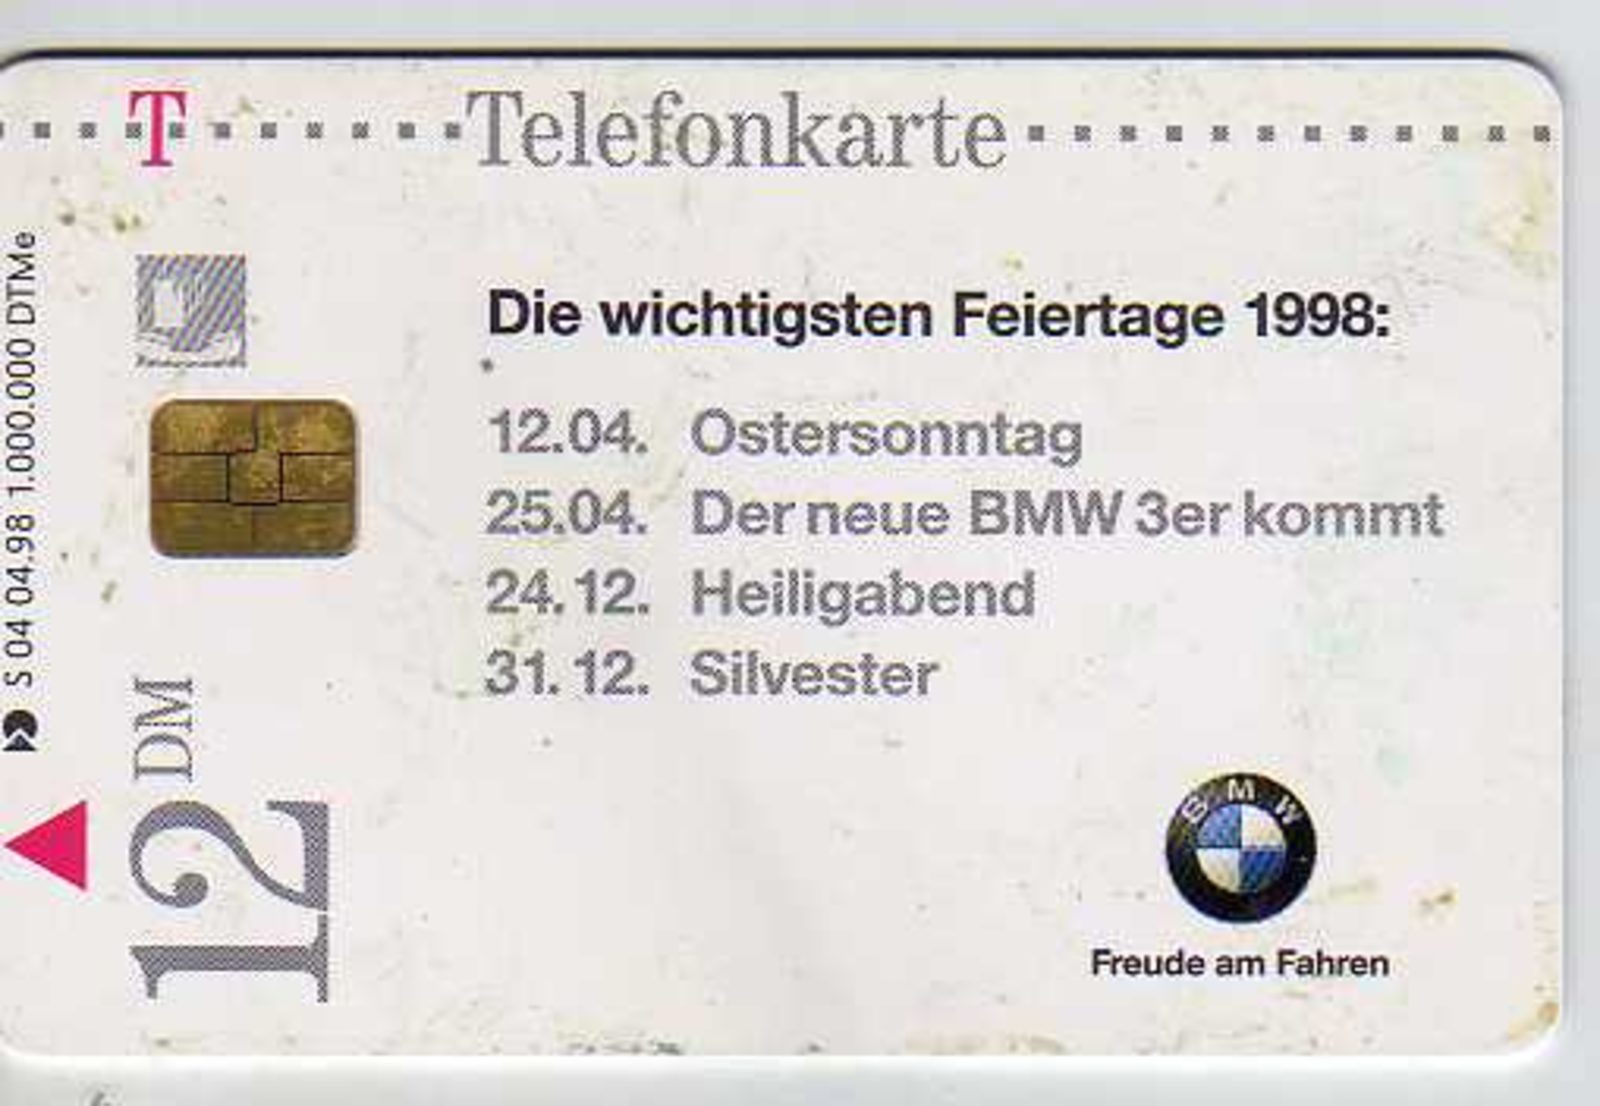 T Telefonkarte
S 04 04.98 1.000.000 DTMe
Die wichtigsten Feiertage 1998:
12.04. Ostersonntag
25.04. Der neue BMW 3er kommt
24.12. Heiligabend
31.12. Silvester
12 DM
BMW
Freude am Fahren